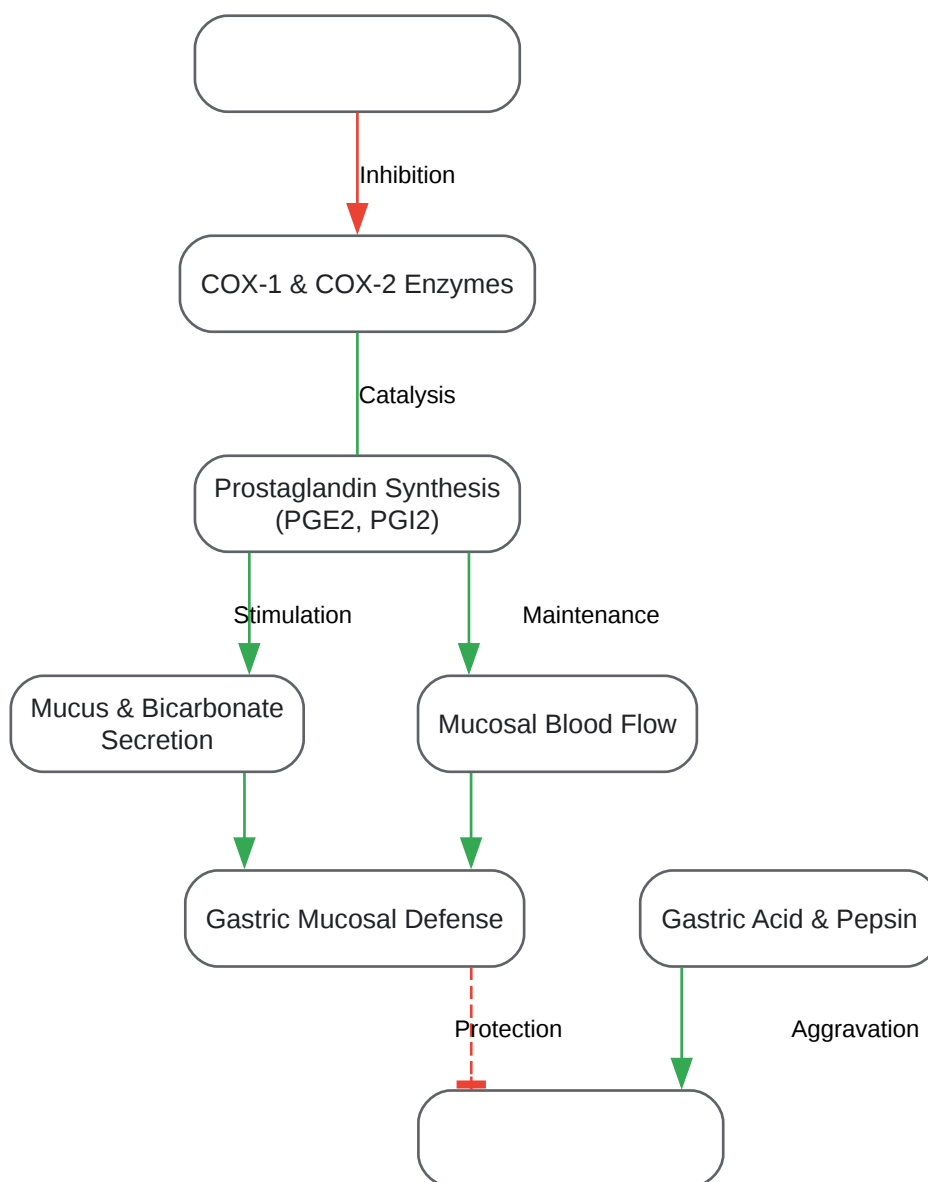 Inhibition
COX-1 & COX-2 Enzymes
Catalysis
Prostaglandin Synthesis
(PGE2, PGI2)
Stimulation
Maintenance
Mucus & Bicarbonate
Secretion
Mucosal Blood Flow
Gastric Mucosal Defense
Gastric Acid & Pepsin
Protection
Aggravation